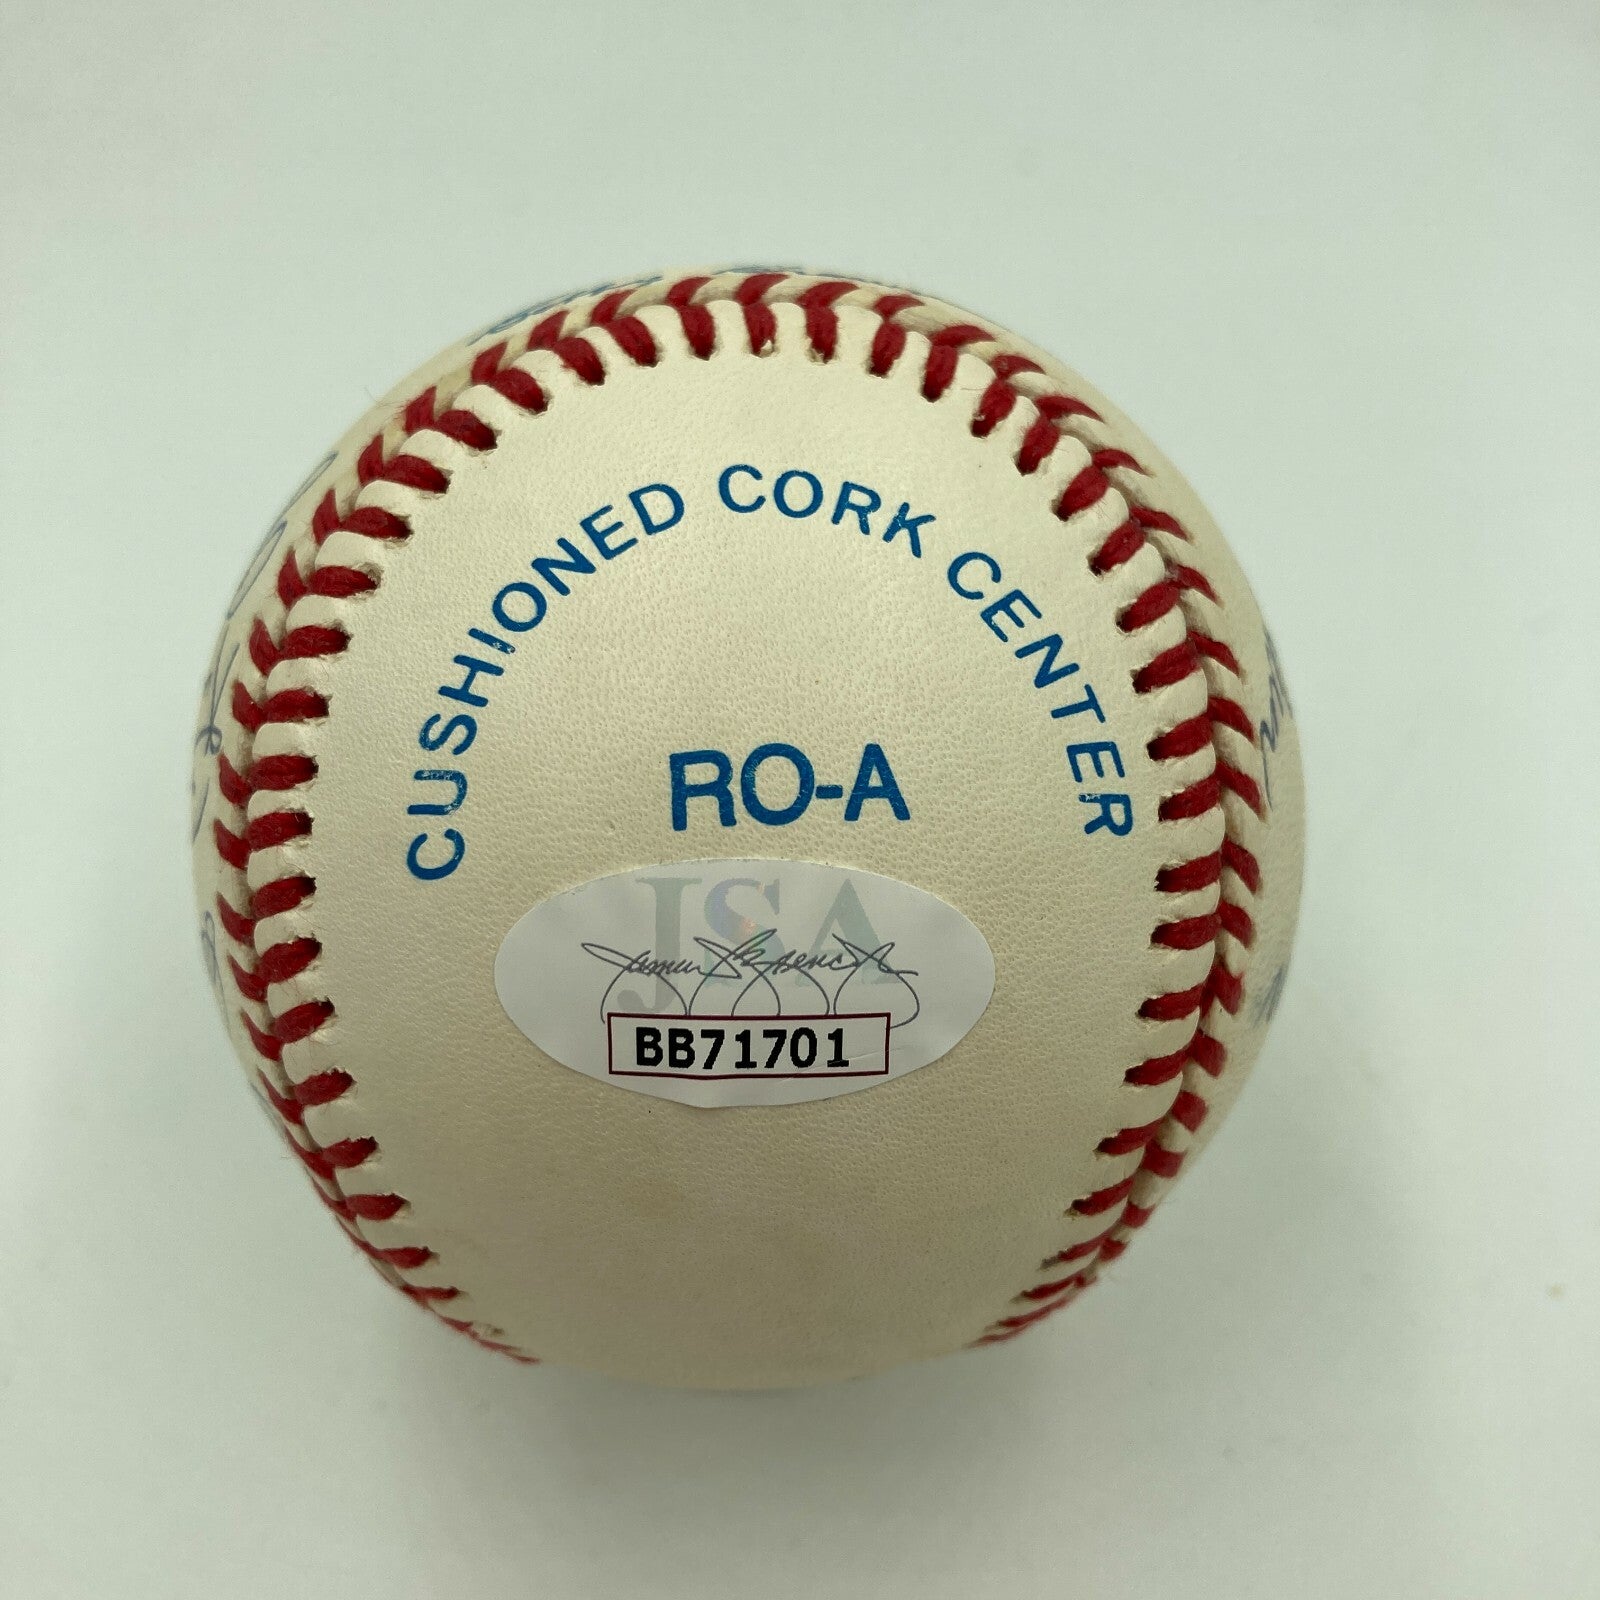 CUSHIONED CORK CENTER
RO-A
JSA
BB71701